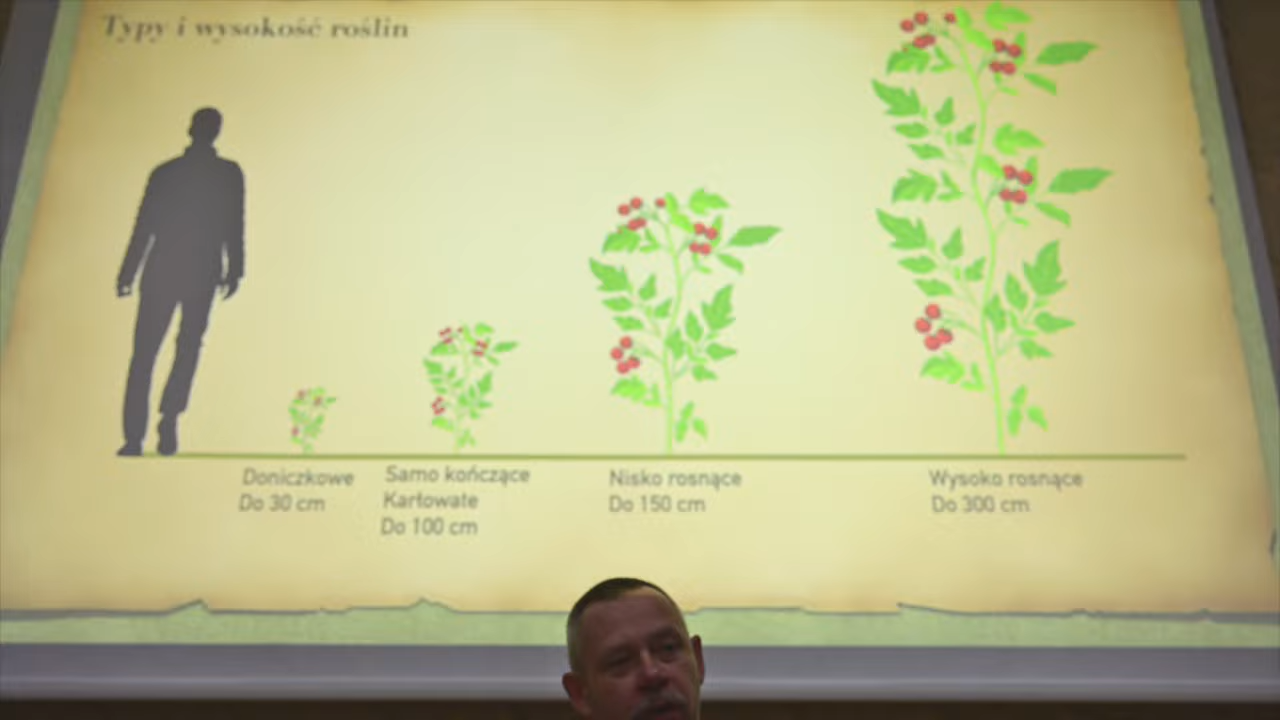 Typy i wysokość roślin
Doniczkowe
Do 30 cm
Samo kończące
Karłowate
Do 100 cm
Nisko rosnące
Do 150 cm
Wysoko rosnące
Do 300 cm